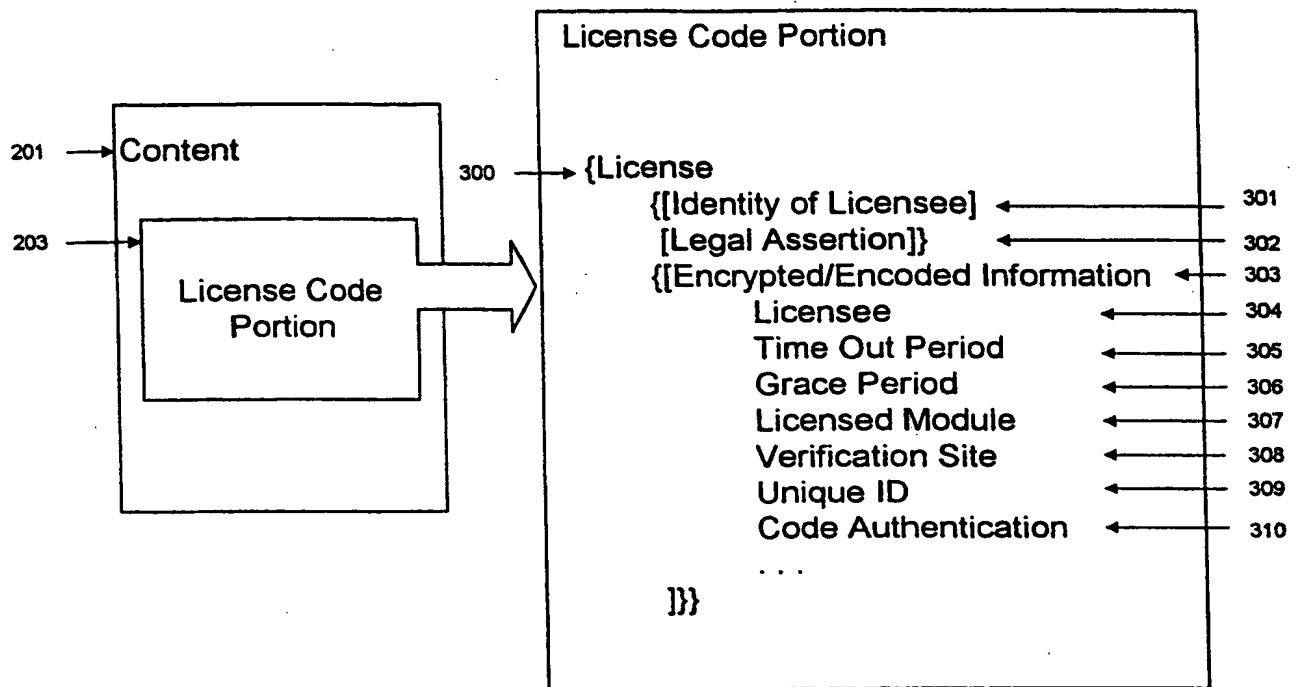 License Code Portion
201 Content
203
License Code
Portion
300 {License
{[Identity of Licensee] 301
[Legal Assertion]} 302
{[Encrypted/Encoded Information 303
Licensee 304
Time Out Period 305
Grace Period 306
Licensed Module 307
Verification Site 308
Unique ID 309
Code Authentication 310
. . .
]}}